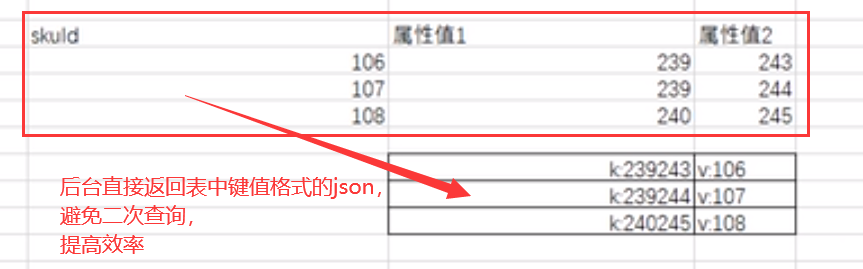 skuId 属性值1 属性值2
106 239 243
107 239 244
108 240 245
k:239243 v:106
k:239244 v:107
k:240245 v:108
后台直接返回表中键值格式的json，
避免二次查询，
提高效率